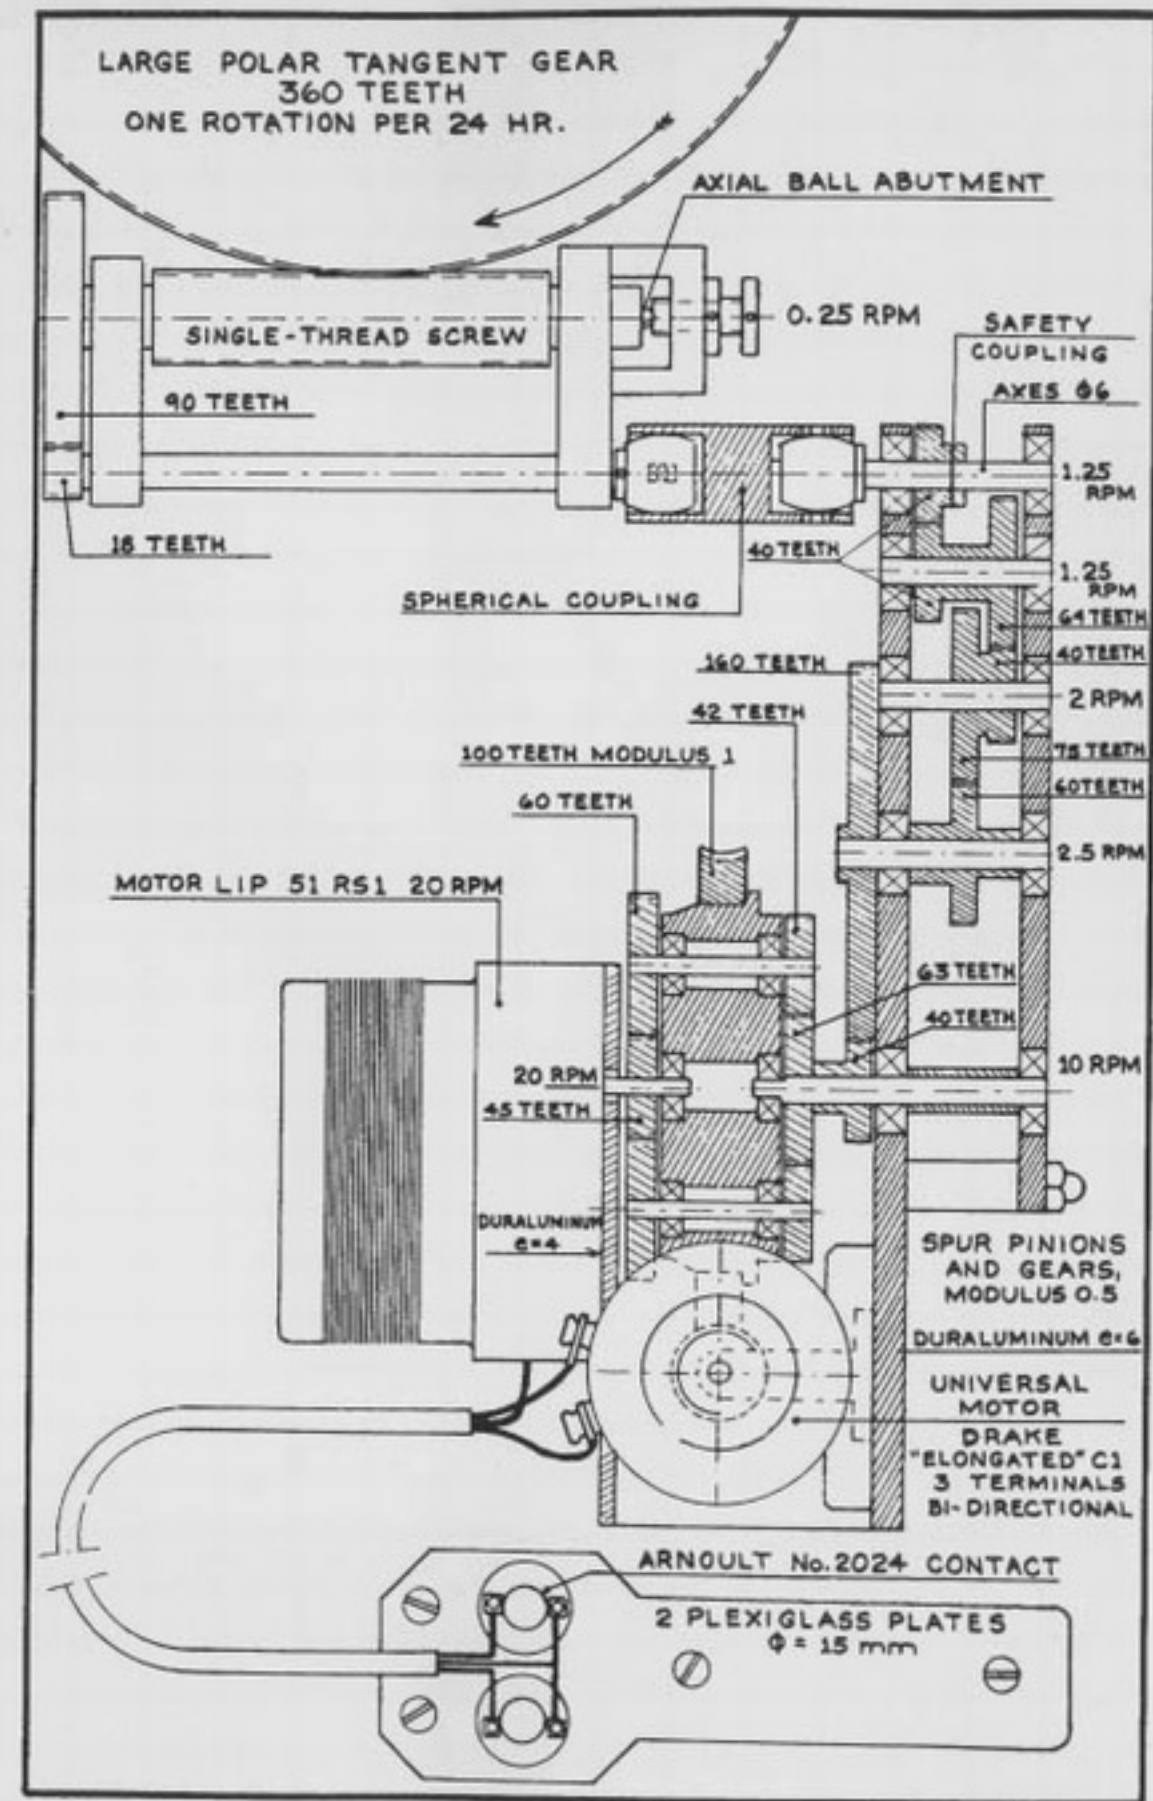 LARGE POLAR TANGENT GEAR
360 TEETH
ONE ROTATION PER 24 HR.
AXIAL BALL ABUTMENT
0.25 RPM
SINGLE-THREAD SCREW
SAFETY
COUPLING
AXES ϕ6
90 TEETH
1.25
RPM
18 TEETH
40 TEETH
1.25
RPM
SPHERICAL COUPLING
64 TEETH
40 TEETH
160 TEETH
2 RPM
42 TEETH
75 TEETH
100 TEETH MODULUS 1
60 TEETH
60 TEETH
2.5 RPM
MOTOR LIP 51 RS1 20 RPM
63 TEETH
40 TEETH
10 RPM
20 RPM
45 TEETH
DURALUMINUM
e=4
SPUR PINIONS
AND GEARS,
MODULUS 0.5
DURALUMINUM e=6
UNIVERSAL
MOTOR
DRAKE
"ELONGATED" C1
3 TERMINALS
BI-DIRECTIONAL
ARNOULT No. 2024 CONTACT
2 PLEXIGLASS PLATES
ϕ = 15 mm